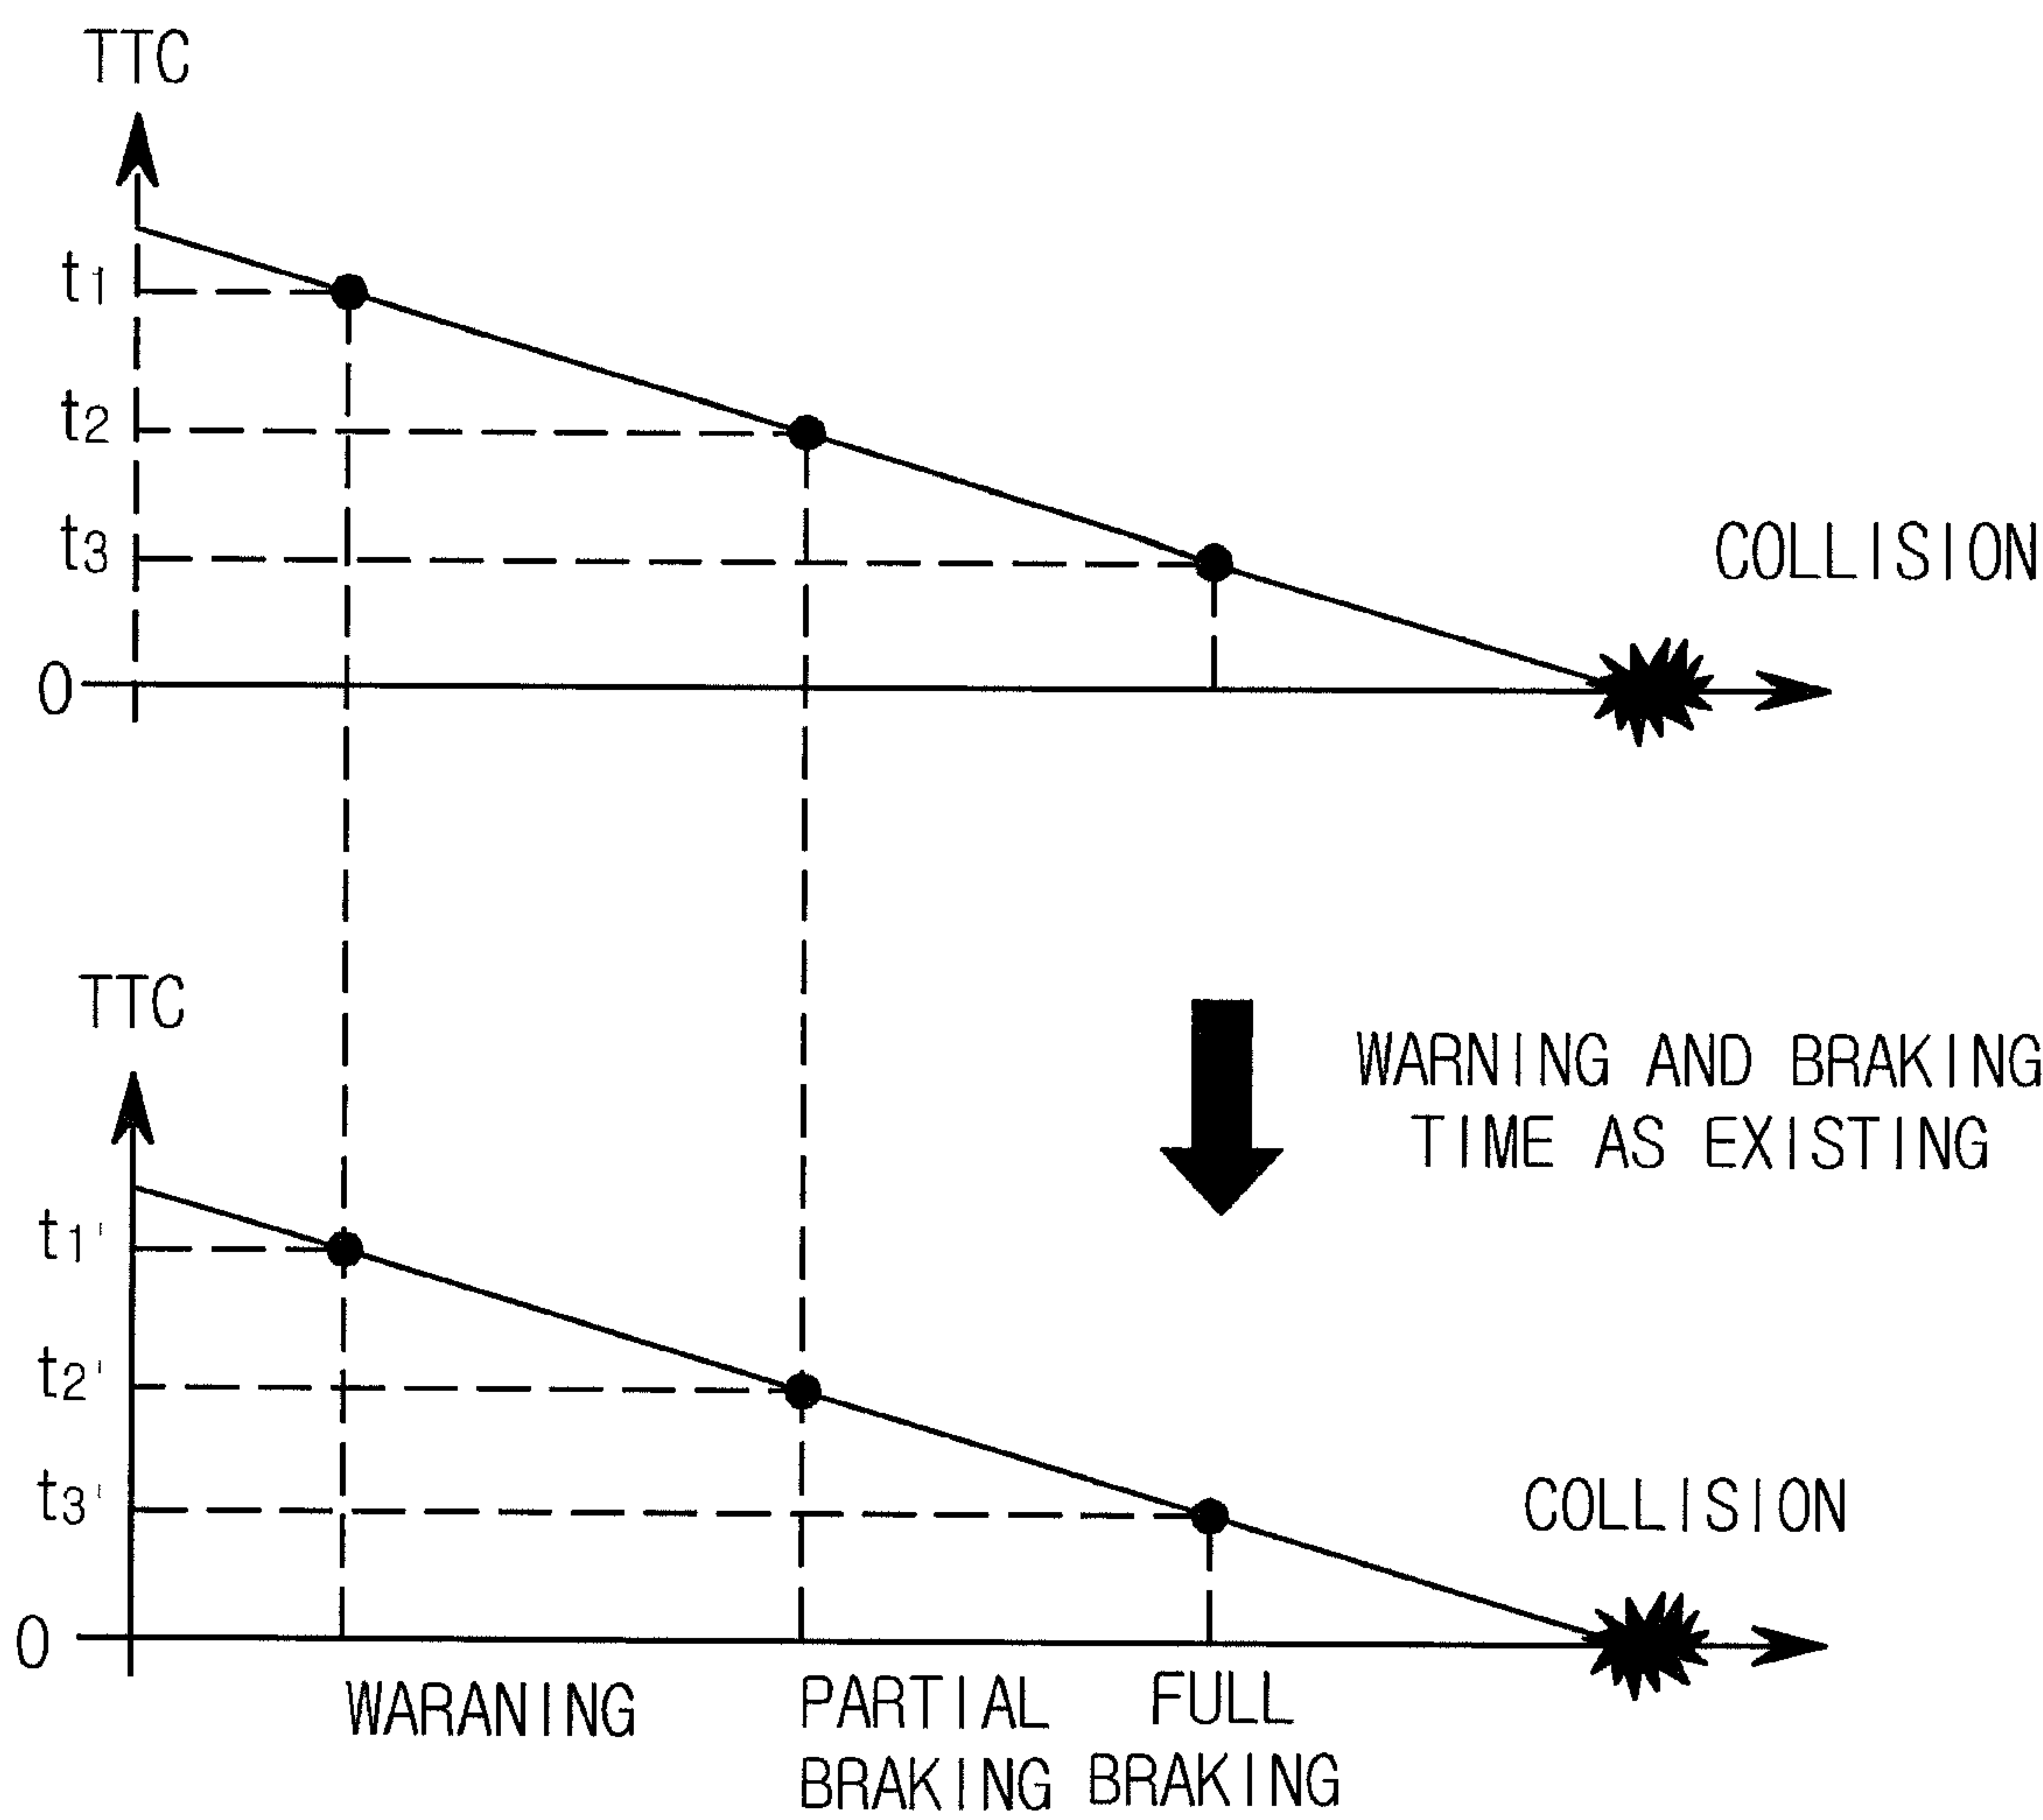 TTC
t1
t2
t3
COLLISION
0
TTC
WARNING AND BRAKING
TIME AS EXISTING
t1'
t2'
t3'
COLLISION
0
WARANING
PARTIAL
BRAKING
FULL
BRAKING